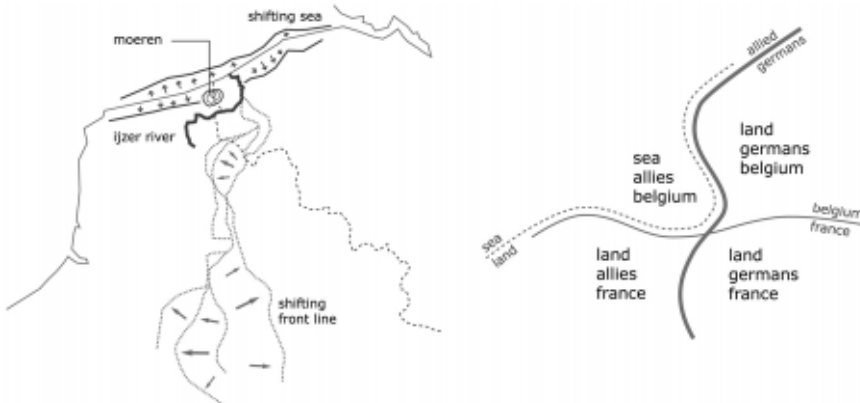 shifting sea
moeren
ijzer river
shifting
front line
allied
germans
land
germans
belgium
sea
allies
belgium
belgium
france
sea
land
land
allies
france
land
germans
france